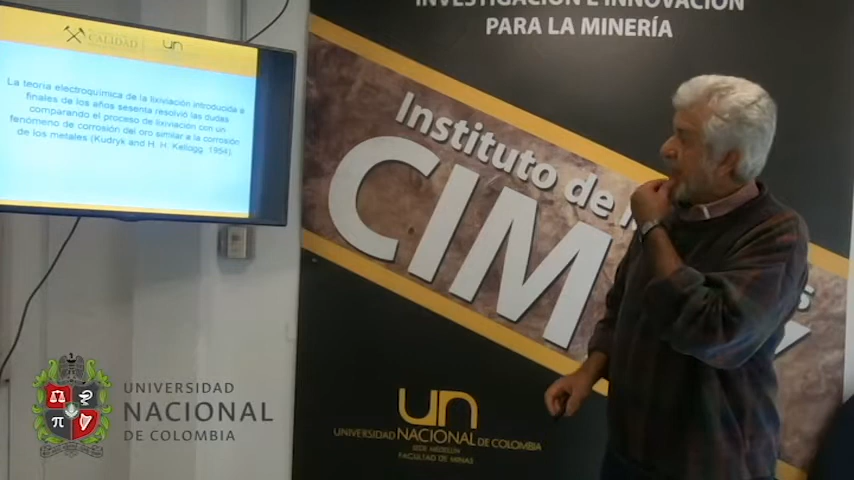 CALIDAD
un
La teoría electroquímica de la lixiviación introducida a
finales de los años sesenta resolvió las dudas
comparando el proceso de lixiviación con un
fenómeno de corrosión del oro similar a la corrosión
de los metales (Kudryk and H. H. Kellogg, 1954).
INVESTIGACIÓN E INNOVACIÓN
PARA LA MINERÍA
Instituto de
CIM
un
UNIVERSIDAD NACIONAL DE COLOMBIA
SEDE MEDELLÍN
FACULTAD DE MINAS
UNIVERSIDAD
NACIONAL
DE COLOMBIA